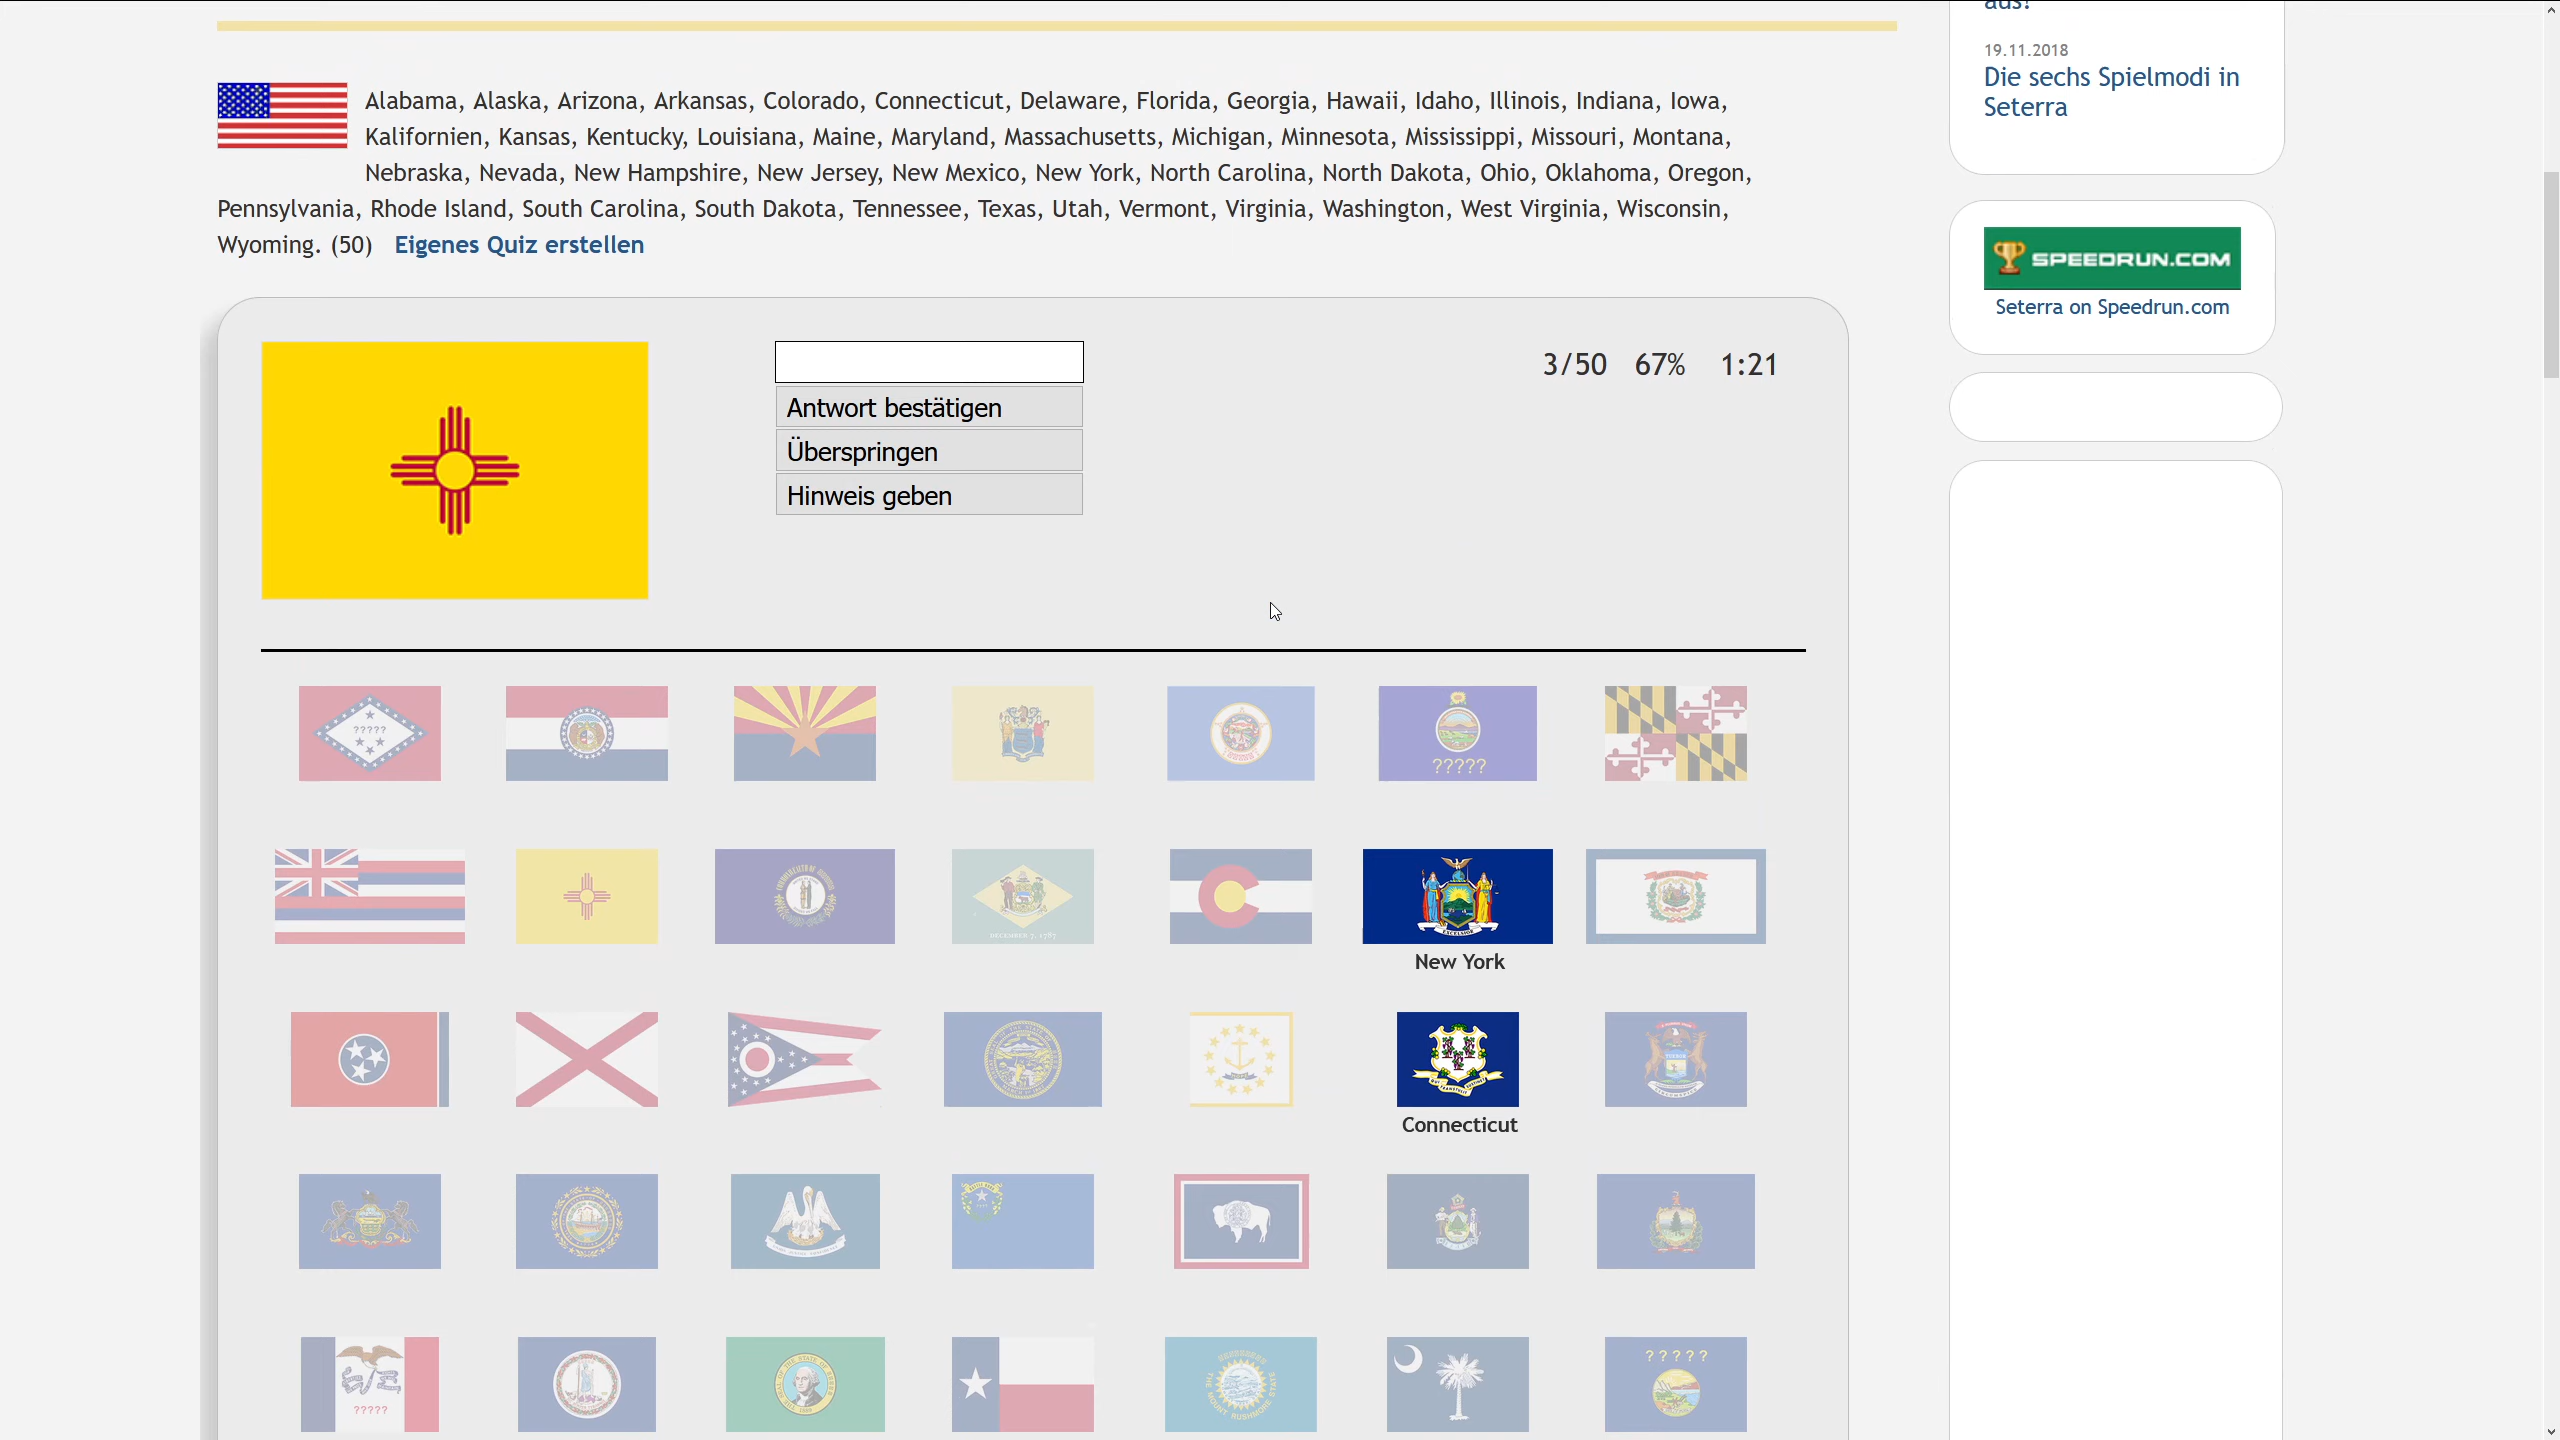 aus!
19.11.2018
Die sechs Spielmodi in
Seterra
Alabama, Alaska, Arizona, Arkansas, Colorado, Connecticut, Delaware, Florida, Georgia, Hawaii, Idaho, Illinois, Indiana, Iowa,
Kalifornien, Kansas, Kentucky, Louisiana, Maine, Maryland, Massachusetts, Michigan, Minnesota, Mississippi, Missouri, Montana,
Nebraska, Nevada, New Hampshire, New Jersey, New Mexico, New York, North Carolina, North Dakota, Ohio, Oklahoma, Oregon,
Pennsylvania, Rhode Island, South Carolina, South Dakota, Tennessee, Texas, Utah, Vermont, Virginia, Washington, West Virginia, Wisconsin,
Wyoming. (50) Eigenes Quiz erstellen
SPEEDRUN.COM
Seterra on Speedrun.com
3/50 67% 1:21
Antwort bestätigen
Überspringen
Hinweis geben
?????
?????
DECEMBER 7, 1787
EXCELSIOR
New York
Connecticut
?????
?????